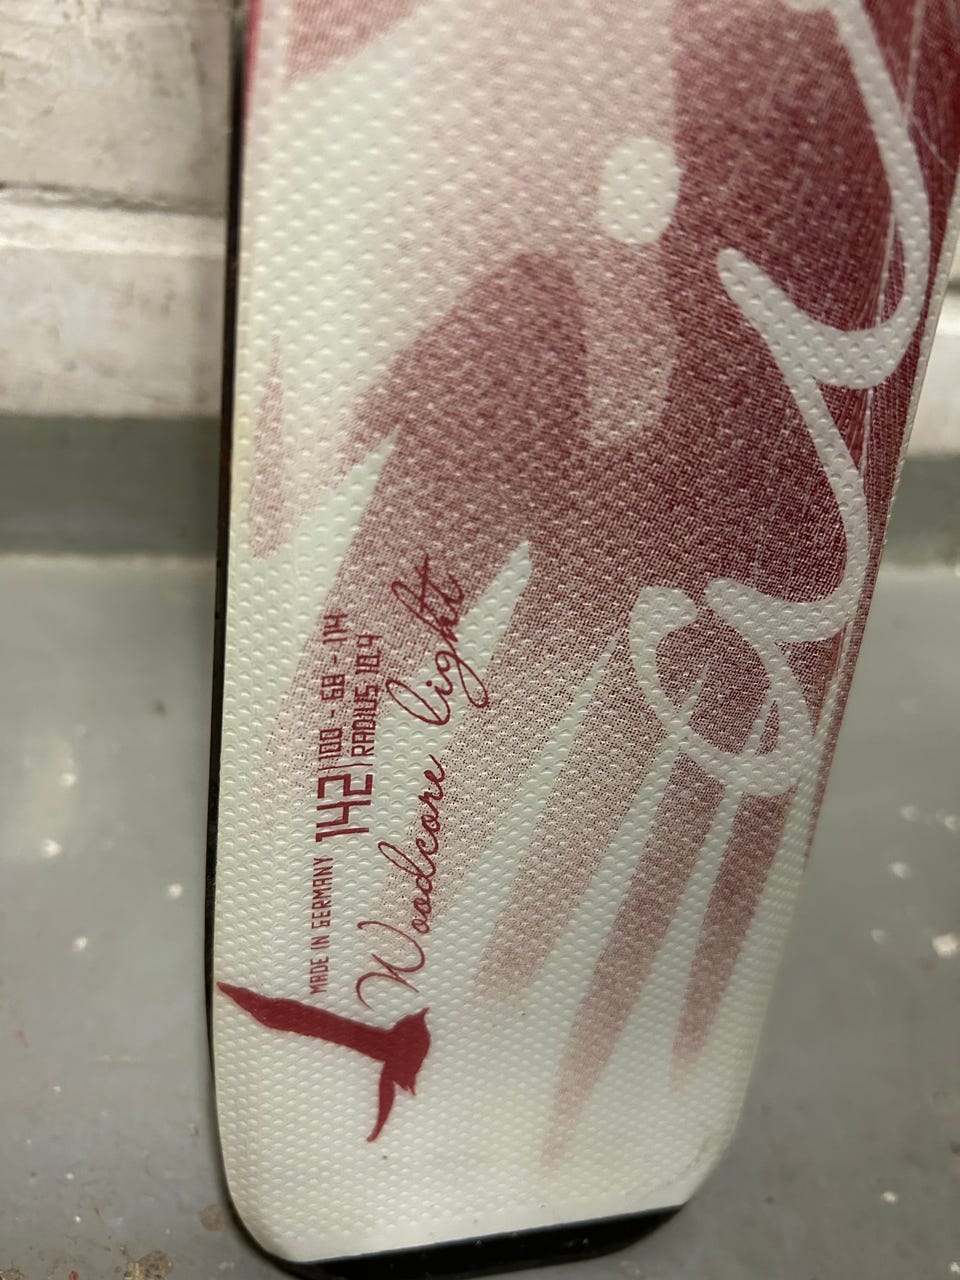 MADE IN GERMANY 142 | 100 - 68 - 114
RADIUS 10.4
Woodcore light